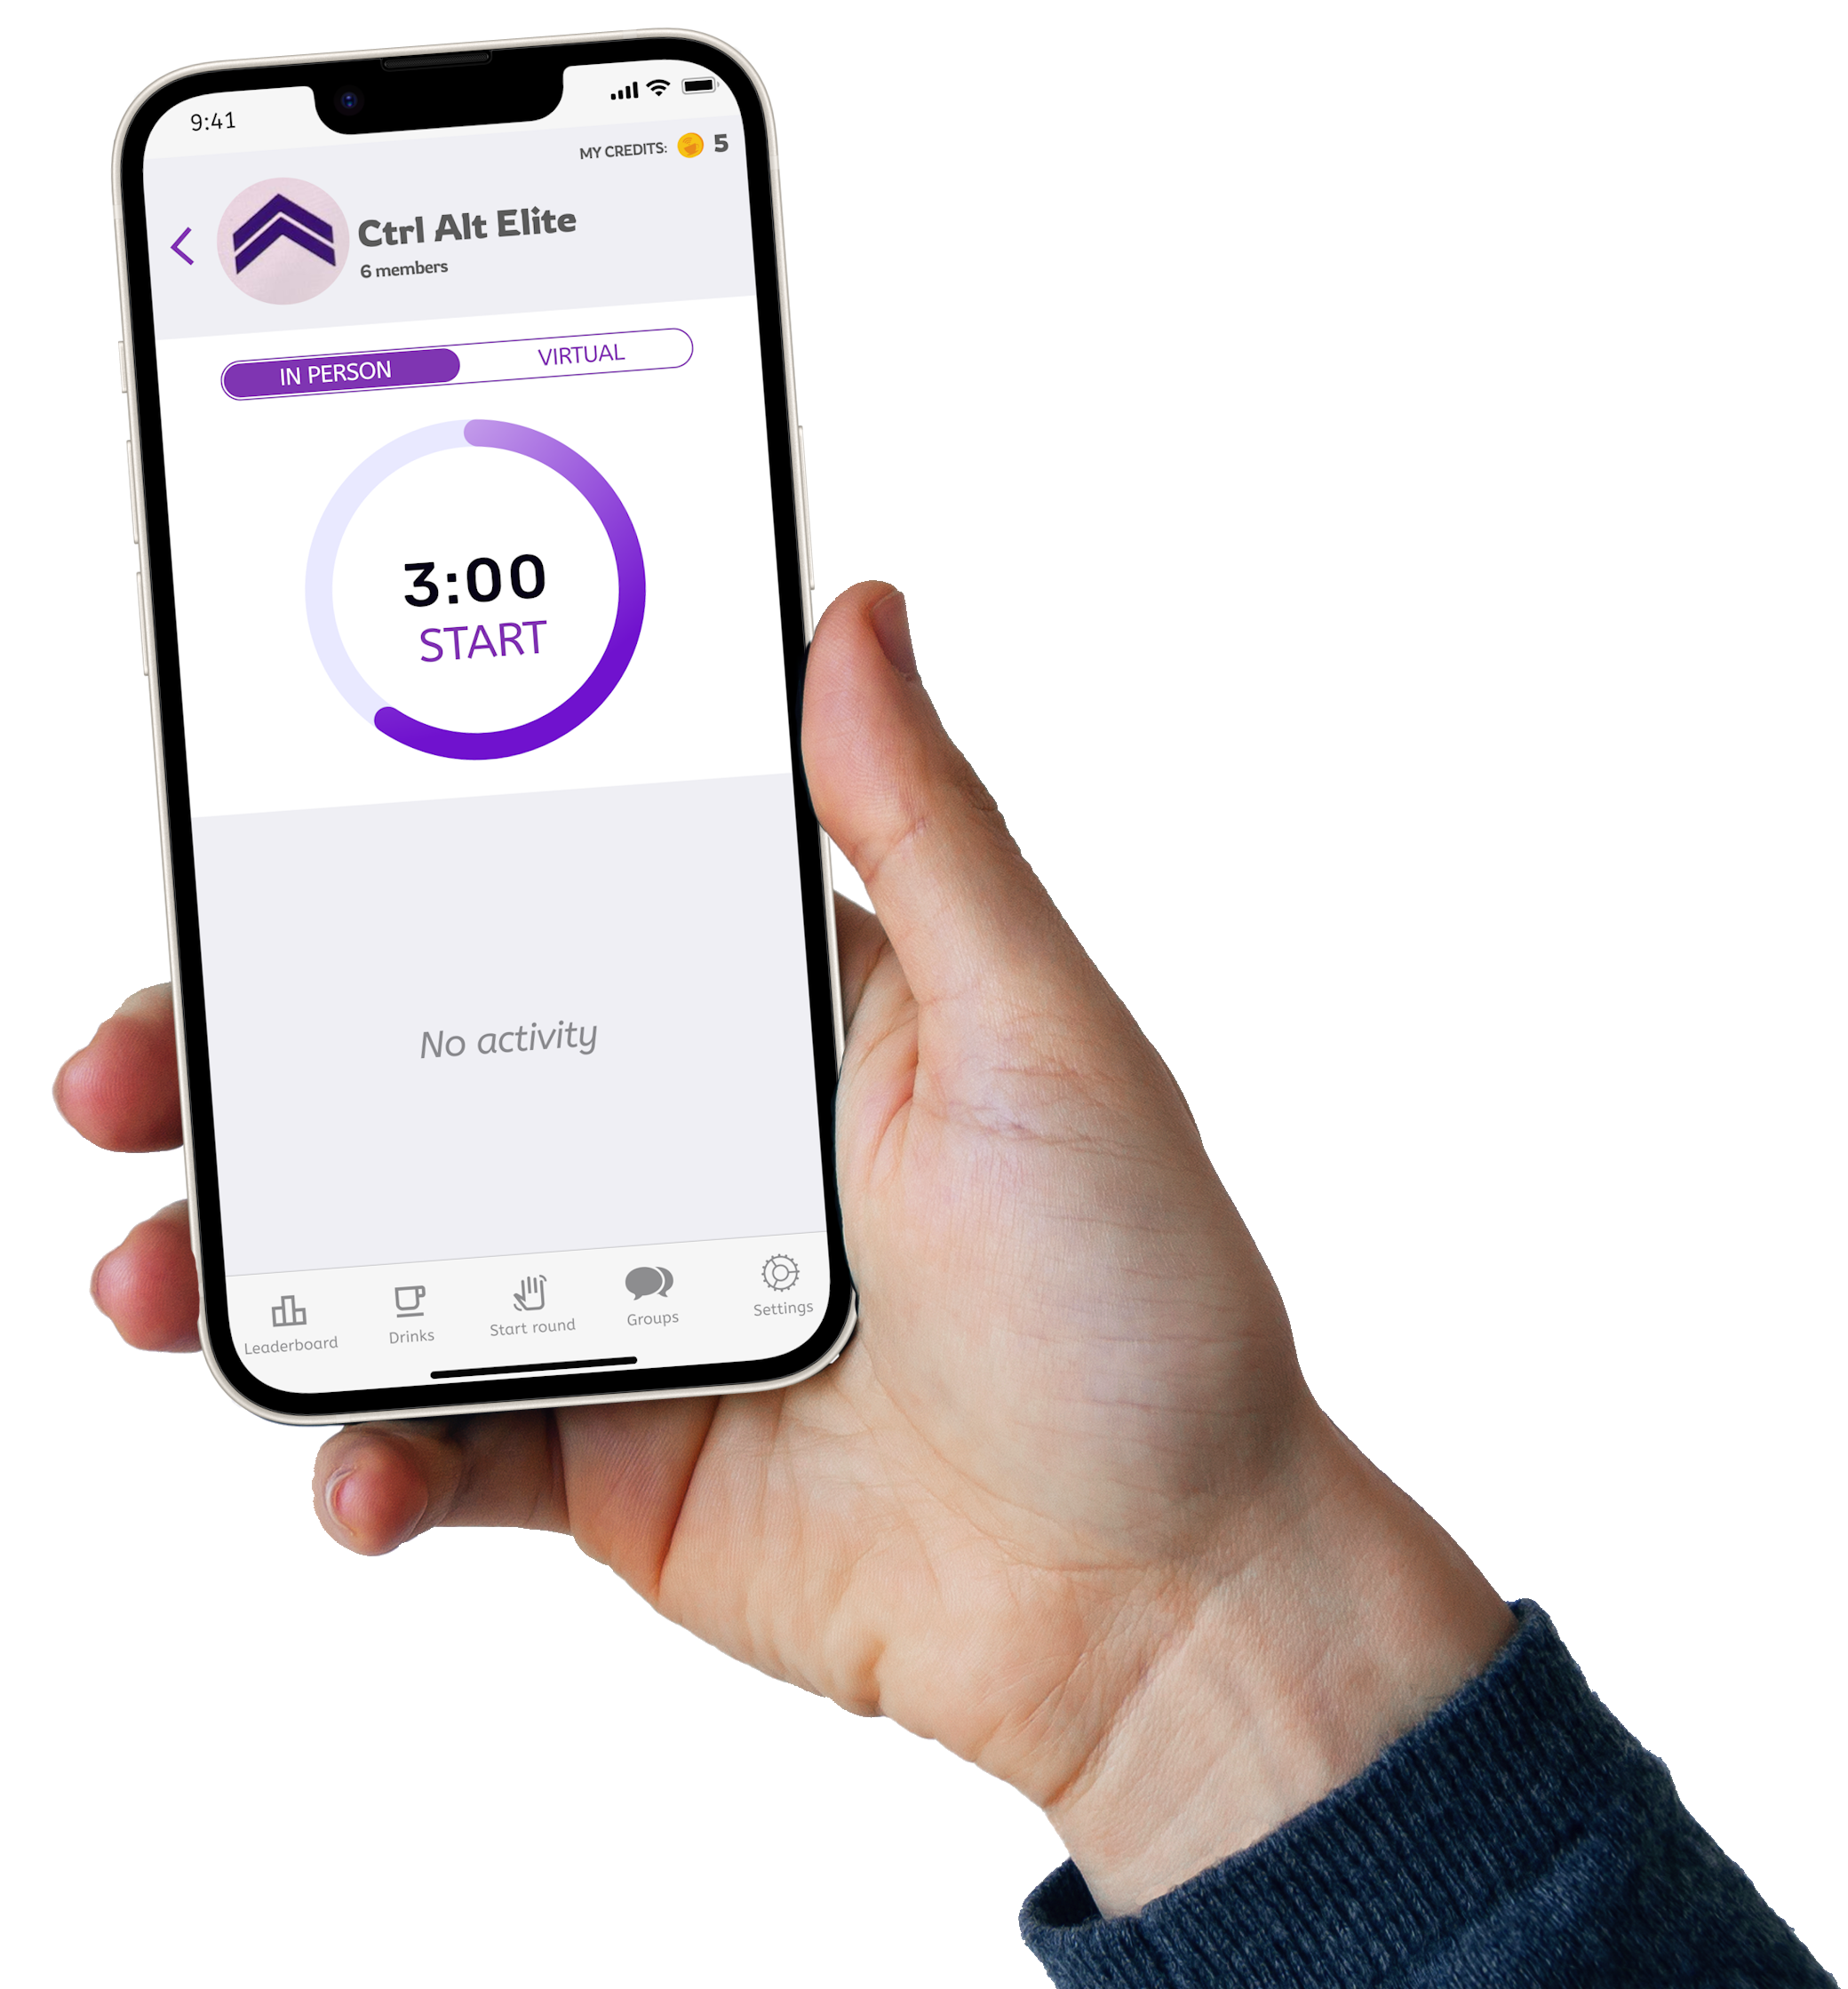 9:41
MY CREDITS: 5
Ctrl Alt Elite
6 members
IN PERSON
VIRTUAL
3:00
START
No activity
Leaderboard
Drinks
Start round
Groups
Settings